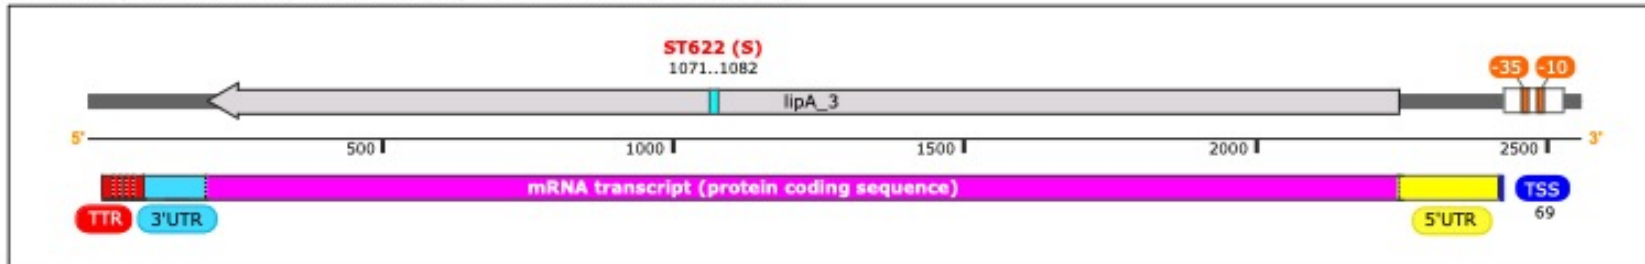 ST622 (S)
1071..1082
-35 -10
lipA_3
5' 3'
500 1000 1500 2000 2500
mRNA transcript (protein coding sequence)
TSS
TTR 3'UTR 5'UTR 69